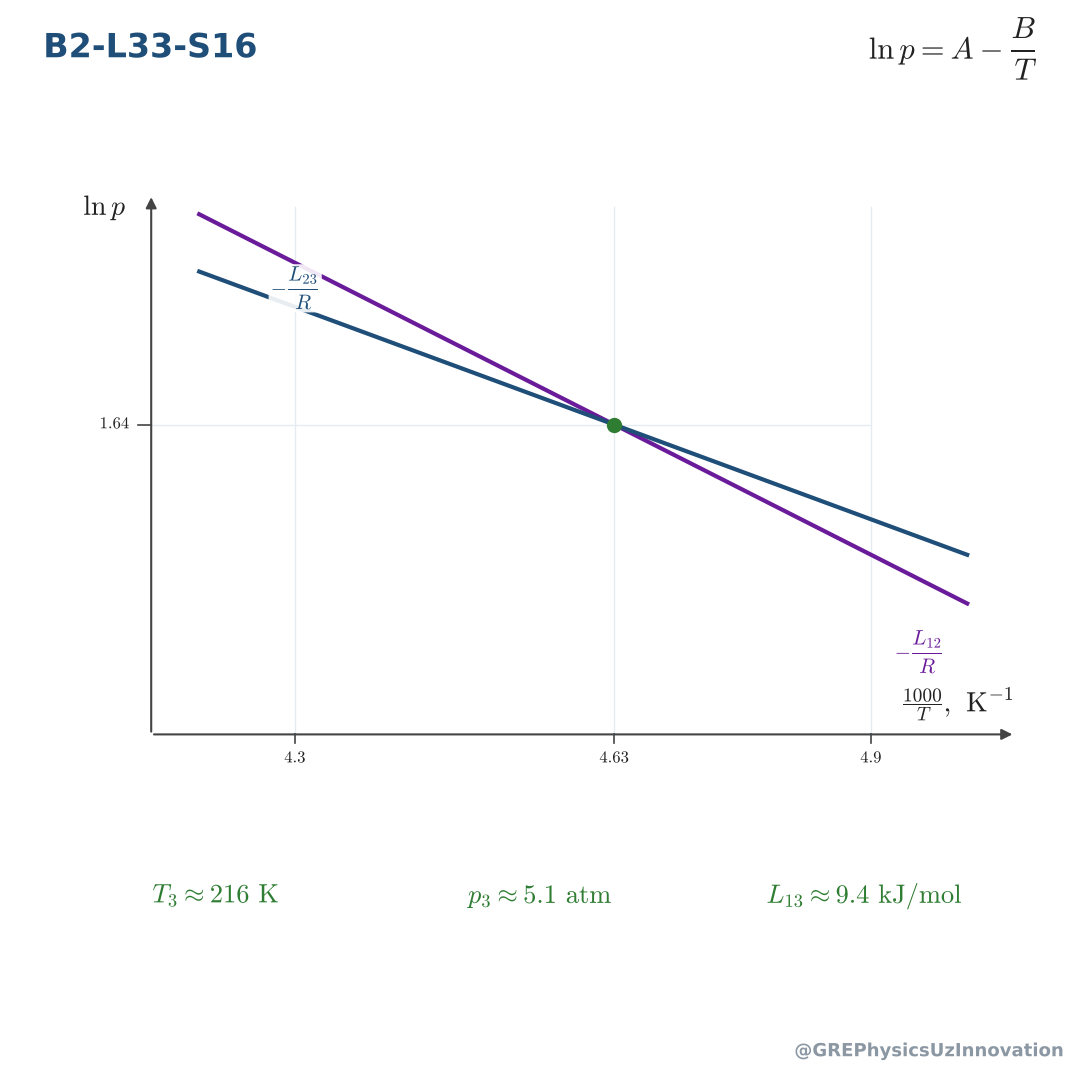 B2-L33-S16
ln p = A − B/T
ln p
−L₂₃/R
1.64
−L₁₂/R
1000/T, K⁻¹
4.3 4.63 4.9
T₃ ≈ 216 K p₃ ≈ 5.1 atm L₁₃ ≈ 9.4 kJ/mol
@GREPhysicsUzInnovation